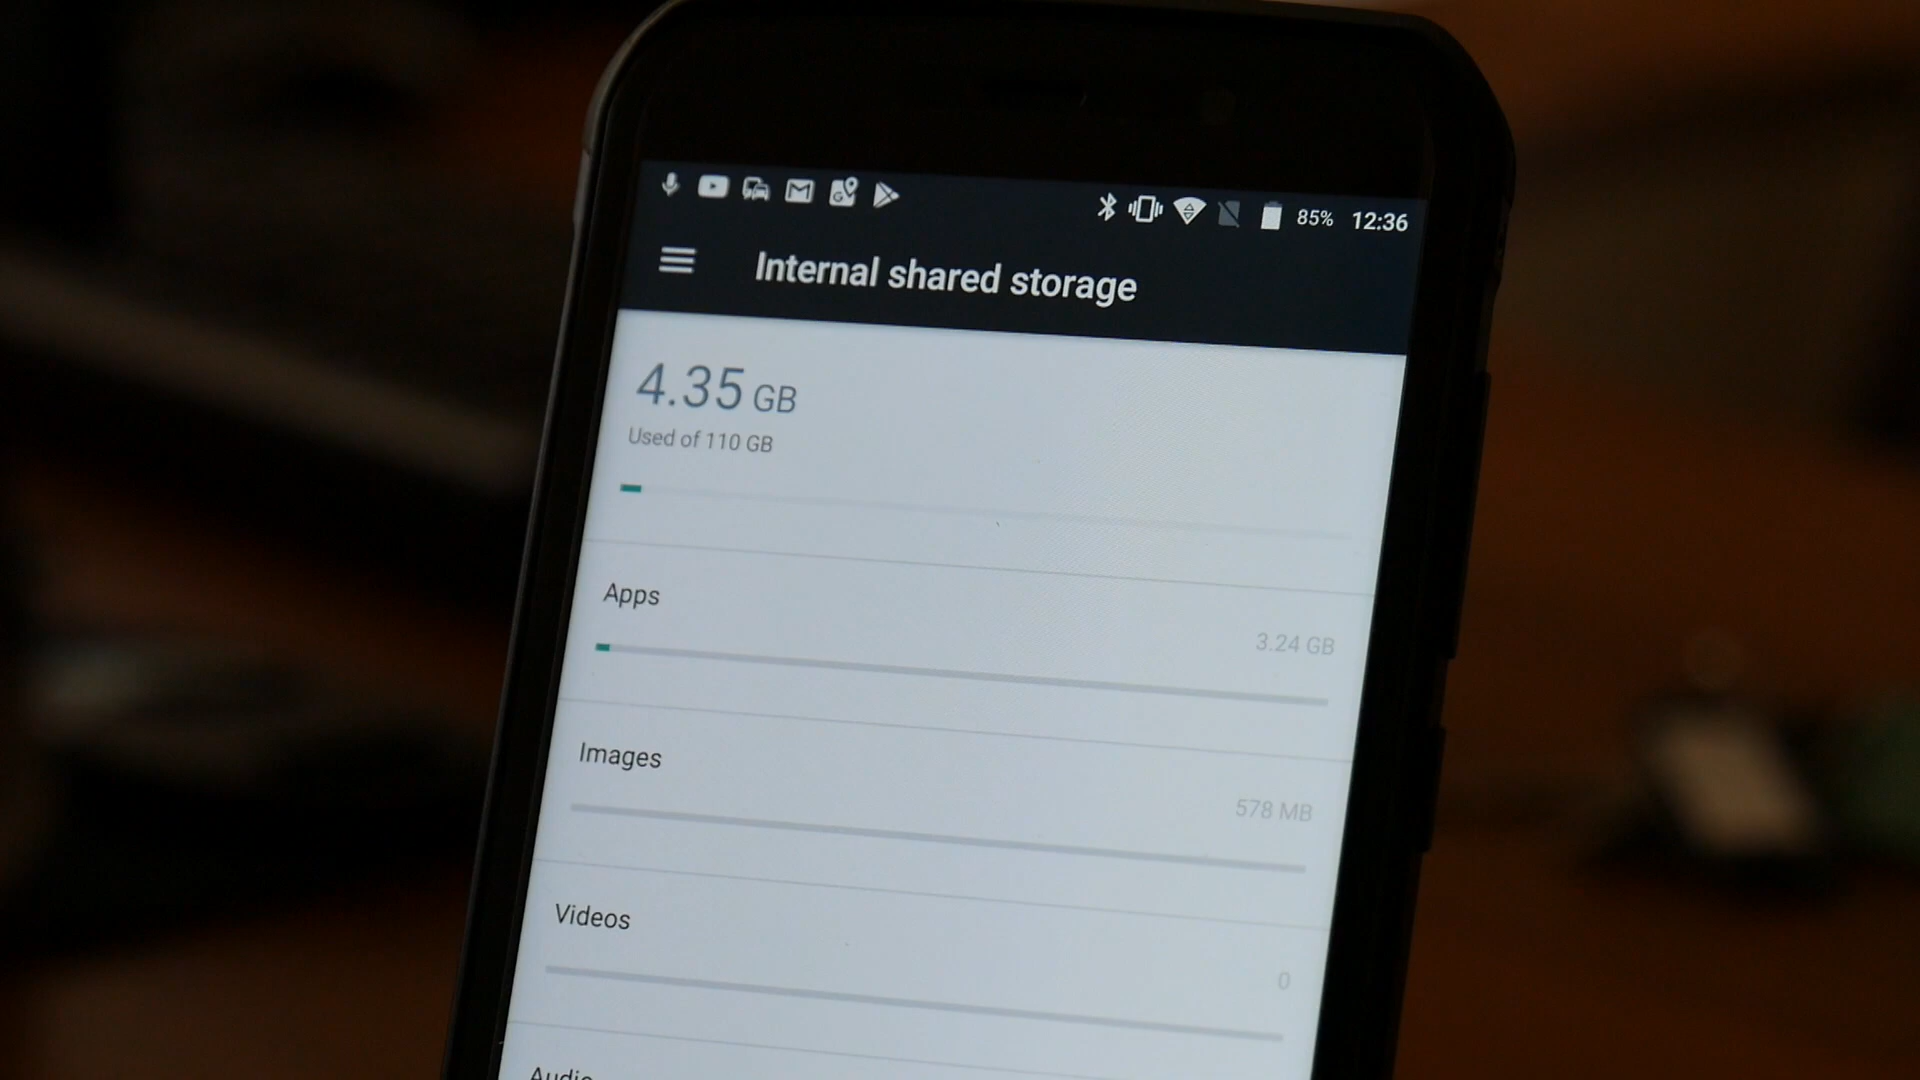 85% 12:36
Internal shared storage
4.35 GB
Used of 110 GB
Apps
3.24 GB
Images
578 MB
Videos
0
Audio